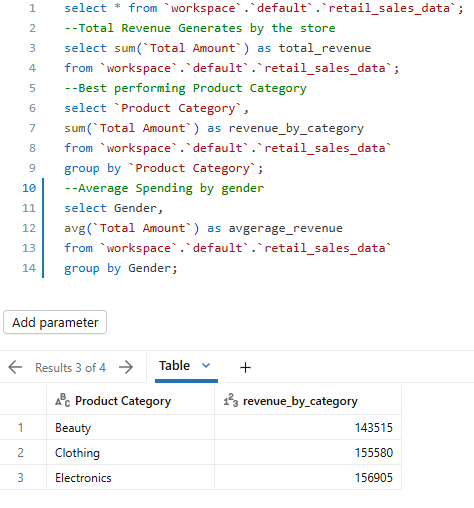 1 select * from `workspace`.`default`.`retail_sales_data`;
2 --Total Revenue Generates by the store
3 select sum(`Total Amount`) as total_revenue
4 from `workspace`.`default`.`retail_sales_data`;
5 --Best performing Product Category
6 select `Product Category`,
7 sum(`Total Amount`) as revenue_by_category
8 from `workspace`.`default`.`retail_sales_data`
9 group by `Product Category`;
10 --Average Spending by gender
11 select Gender,
12 avg(`Total Amount`) as avgerage_revenue
13 from `workspace`.`default`.`retail_sales_data`
14 group by Gender;
Add parameter
Results 3 of 4 Table +
ABC Product Category 123 revenue_by_category
1 Beauty 143515
2 Clothing 155580
3 Electronics 156905